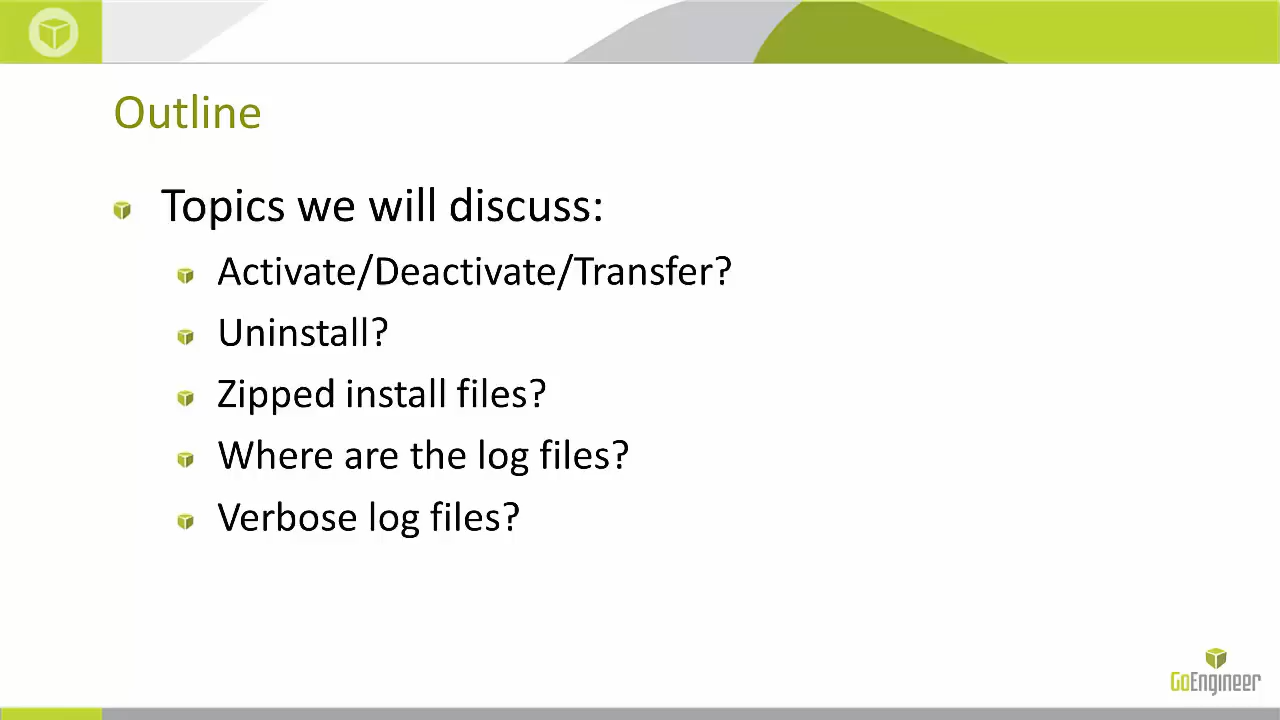 Outline
Topics we will discuss:
Activate/Deactivate/Transfer?
Uninstall?
Zipped install files?
Where are the log files?
Verbose log files?
GoEngineer